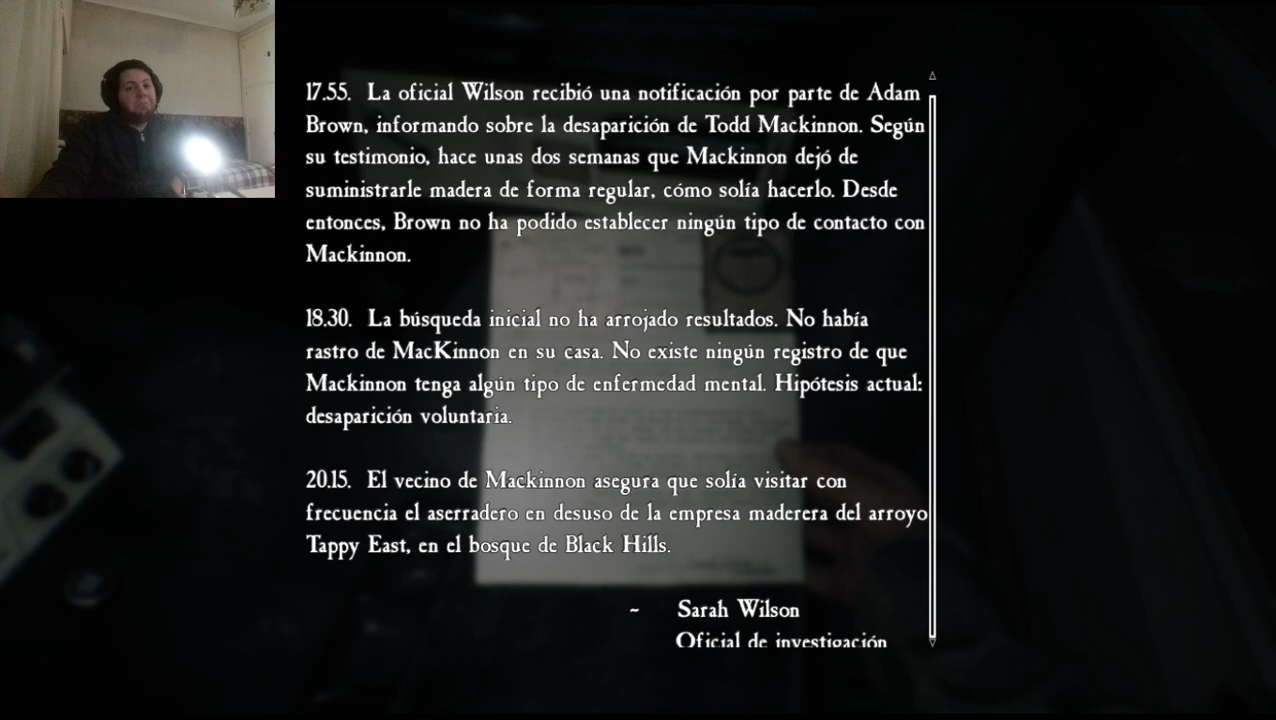 17.55. La oficial Wilson recibió una notificación por parte de Adam
Brown, informando sobre la desaparición de Todd Mackinnon. Según
su testimonio, hace unas dos semanas que Mackinnon dejó de
suministrarle madera de forma regular, cómo solía hacerlo. Desde
entonces, Brown no ha podido establecer ningún tipo de contacto con
Mackinnon.
18.30. La búsqueda inicial no ha arrojado resultados. No había
rastro de MacKinnon en su casa. No existe ningún registro de que
Mackinnon tenga algún tipo de enfermedad mental. Hipótesis actual:
desaparición voluntaria.
20.15. El vecino de Mackinnon asegura que solía visitar con
frecuencia el aserradero en desuso de la empresa maderera del arroyo
Tappy East, en el bosque de Black Hills.
~ Sarah Wilson
Oficial de investigación